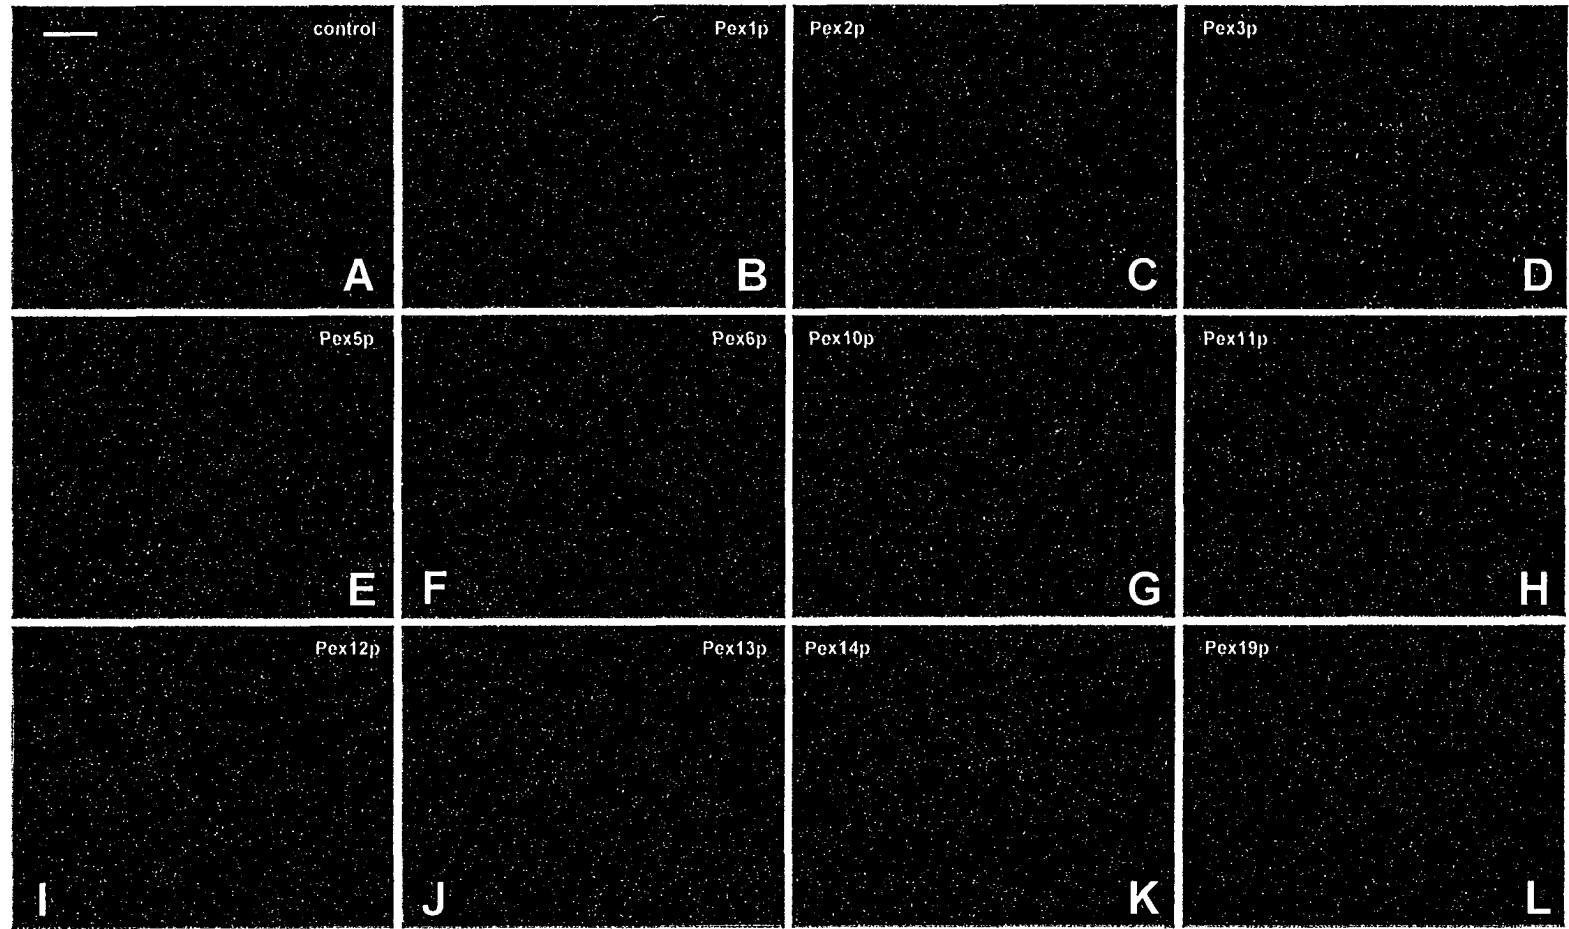 control
A
Pex1p
B
Pex2p
C
Pex3p
D
Pex5p
E
Pex6p
F
Pex10p
G
Pex11p
H
Pex12p
I
Pex13p
J
Pex14p
K
Pex19p
L